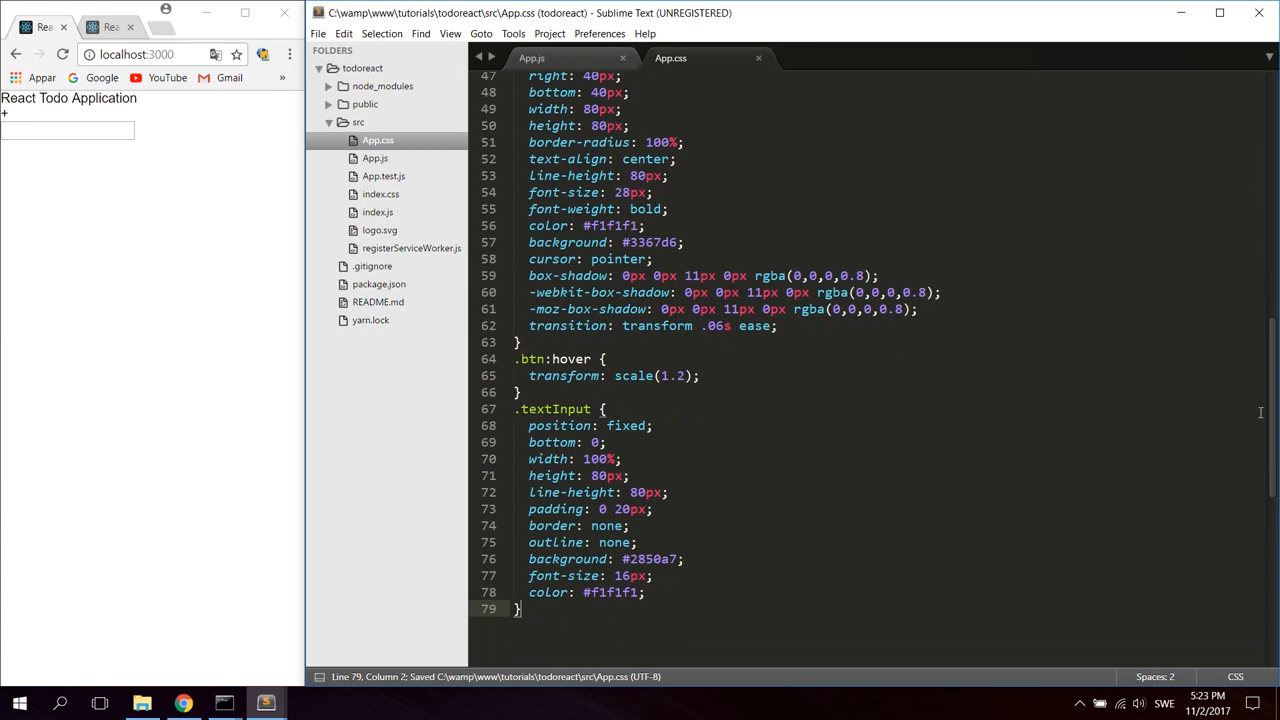 Rea
Rea
localhost:3000
Appar
Google
YouTube
Gmail
»
React Todo Application
+
C:\wamp\www\tutorials\todoreact\src\App.css (todoreact) - Sublime Text (UNREGISTERED)
File Edit Selection Find View Goto Tools Project Preferences Help
FOLDERS
todoreact
node_modules
public
src
App.css
App.js
App.test.js
index.css
index.js
logo.svg
registerServiceWorker.js
.gitignore
package.json
README.md
yarn.lock
App.js
App.css
47 right: 40px;
48 bottom: 40px;
49 width: 80px;
50 height: 80px;
51 border-radius: 100%;
52 text-align: center;
53 line-height: 80px;
54 font-size: 28px;
55 font-weight: bold;
56 color: #f1f1f1;
57 background: #3367d6;
58 cursor: pointer;
59 box-shadow: 0px 0px 11px 0px rgba(0,0,0,0.8);
60 -webkit-box-shadow: 0px 0px 11px 0px rgba(0,0,0,0.8);
61 -moz-box-shadow: 0px 0px 11px 0px rgba(0,0,0,0.8);
62 transition: transform .06s ease;
63 }
64 .btn:hover {
65 transform: scale(1.2);
66 }
67 .textInput {
68 position: fixed;
69 bottom: 0;
70 width: 100%;
71 height: 80px;
72 line-height: 80px;
73 padding: 0 20px;
74 border: none;
75 outline: none;
76 background: #2850a7;
77 font-size: 16px;
78 color: #f1f1f1;
79 }
Line 79, Column 2; Saved C:\wamp\www\tutorials\todoreact\src\App.css (UTF-8)
Spaces: 2
CSS
SWE
5:23 PM
11/2/2017